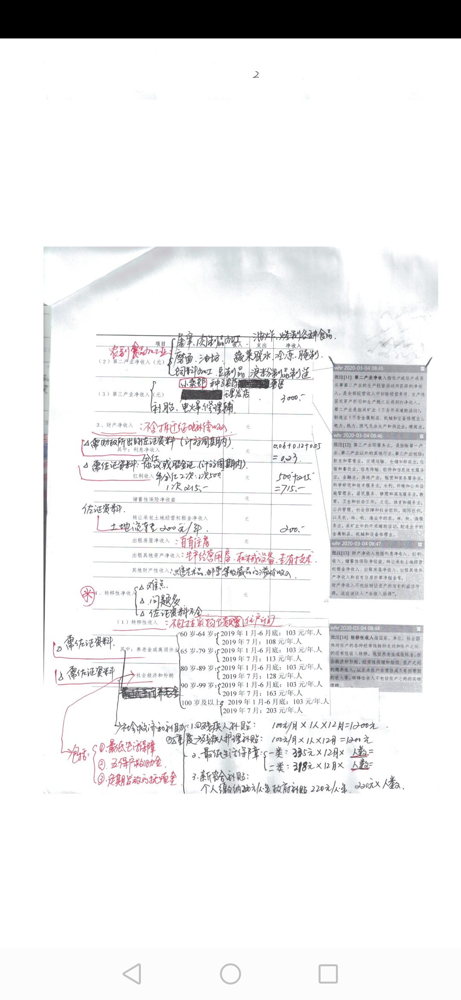 2
屠宰、肉制品加工 油炸、爆制各种食品.
项目 收入 支出 净收入
农副食品加工业:
磨面、油坊. 蔬菜脱水、冷冻、腌制.
（2）第二产业净收入（元）
饲料加工、豆制品、淀粉制品制造.
小卖部 种子农药 零售
（3）第三产业净收入（元） 理发店 3000.-
补胎、电焊、修理铺.
3、财产净收入 ：不含拆迁征地补偿收入 元
△需财政所出的佐证资料（计访周期内）. 0.06+0.12+0.05
其中：利息净收入 元 =0.23.
分红
△需佐证资料：协议或股金证.（计访周期内）.
红利收入 年分红2次：1次500.- 元 500.-+215.-
1次215.- =715.-
储蓄性保险净收益 元
佐证资料.
转让承包土地经营权租金净收入 元
土地流转200元/年. 200.-
出租房屋净收入 ：自有住房 元
出租其他资产净收入：生产经营用房、机械设备、专有技术.
其他财产性收入：出售艺术品、邮票等收藏品的溢价收入.
4、转移性净收入 △难点 元
△.问题多
△佐证资料不全.
（1）转移性收入 ：不包括实物馈赠（住户之间）
60 岁-64 岁: 2019 年 1 月-6 月底：103 元/年.人
2019 年 7 月：108 元/年.人
△需佐证资料.
其中：养老金或离退休金 65 岁-79 岁: 2019 年 1 月-6 月底：103 元/年.人
2019 年 7 月：113 元/年.人
80 岁-89 岁: 2019 年 1 月-6 月底：103 元/年.人
△需佐证资料 社会救济和补助 2019 年 7 月：128 元/年.人
90 岁-99 岁: 2019 年 1 月-6 月底：103 元/年.人
2019 年 7 月：163 元/年.人
100 岁及以上 2019 年 1 月-6 月底：103 元/年.人
2019 年 7 月：203 元/年.人
社会救济和补助：1.①残疾人补贴： 100元/月×1人×12月=1200元.
②重度→残疾人护理补贴： 100元/月×1人×12月=1200元
包括：①.最低生活保障
②.五保户救助金.
③.定期发放的抚恤金
2、最低生活保障： 一类：元×12月× 人数=
二类：318元×12月× 人数=
3.新农合补贴：
个人缴纳元/人.年,政府补贴220元/人.年. 220元×人数.
whr 2020-03-04 08:45
批注[11]: 第二产业净收入指住户或住户成员
从事第二产业的生产经营活动所获得的净收
入，是全部经营收入中扣除经营费用、生产性
固定资产折旧和生产税之后得到的净收入。
第二产业是指采矿业（不含开采辅助活动），
制造业（不含金属制品、机械和设备修理业），
电力、热力、燃气及水生产和供应业，建筑业。
whr 2020-03-04 08:46
批注[12]: 第三产业即服务业，是指除第一产
业、第二产业以外的其他行业。第三产业包括：
批发和零售业，交通运输、仓储和邮政业，住
宿和餐饮业，信息传输、软件和信息技术服务
业，金融业，房地产业，租赁和商务服务业，
科学研究和技术服务业，水利、环境和公共设
施管理业，居民服务、修理和其他服务业，教
育，卫生和社会工作，文化、体育和娱乐业，
公共管理、社会保障和社会组织，国际组织，
以及农、林、牧、渔业中的农、林、牧、渔服
务业，采矿业中的开采辅助活动，制造业中的
金属制品、机械和设备修理业。
whr 2020-03-04 08:47
批注[13]: 财产净收入包括利息净收入、红利
收入、储蓄性保险净收益、转让承包土地经营
权租金净收入、出租房屋净收入、出租其他资
产净收入和自有住房折算净租金等。
财产净收入不包括转让资产所有权的溢价所
得，这应该计入“非收入所得”。
whr 2020-03-04 08:48
批注[14]: 转移性收入指国家、单位、社会团
体对住户的各种经常性转移支付和住户之间
的经常性收入转移。包括养老金或退休金、社
会救济和补助、经常性捐赠和赔偿、住户之间
的赡养收入，以及本住户非常住成员寄回带回
的收入等。转移性收入不包括住户之间的实物
馈赠。